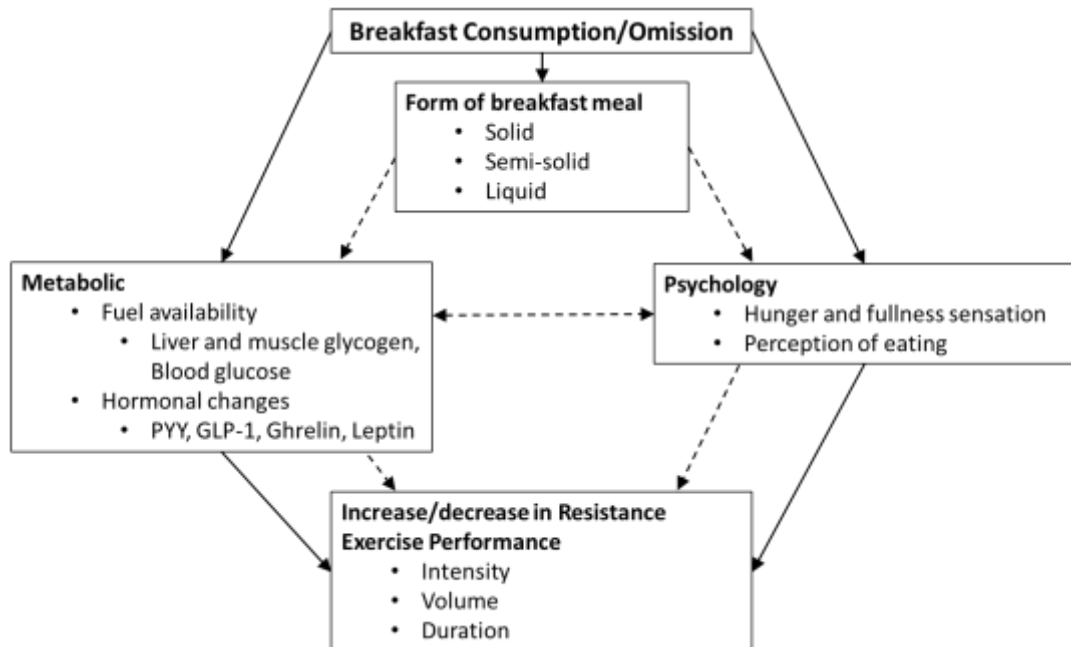 Breakfast Consumption/Omission
Form of breakfast meal
• Solid
• Semi-solid
• Liquid
Metabolic
• Fuel availability
• Liver and muscle glycogen,
Blood glucose
• Hormonal changes
• PYY, GLP-1, Ghrelin, Leptin
Psychology
• Hunger and fullness sensation
• Perception of eating
Increase/decrease in Resistance
Exercise Performance
• Intensity
• Volume
• Duration